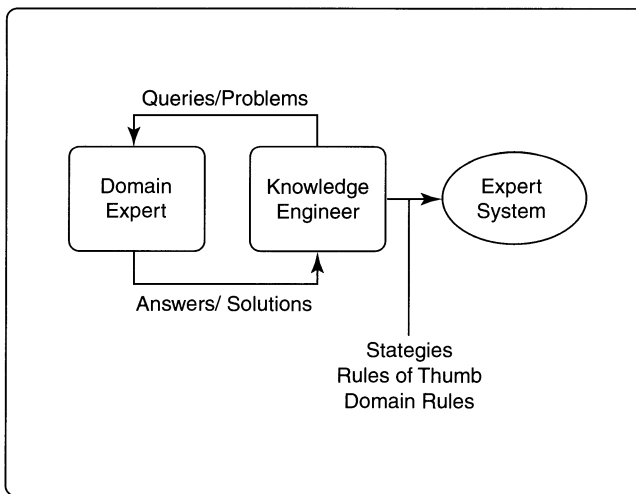 Queries/Problems
Domain
Expert
Knowledge
Engineer
Expert
System
Answers/ Solutions
Stategies
Rules of Thumb
Domain Rules